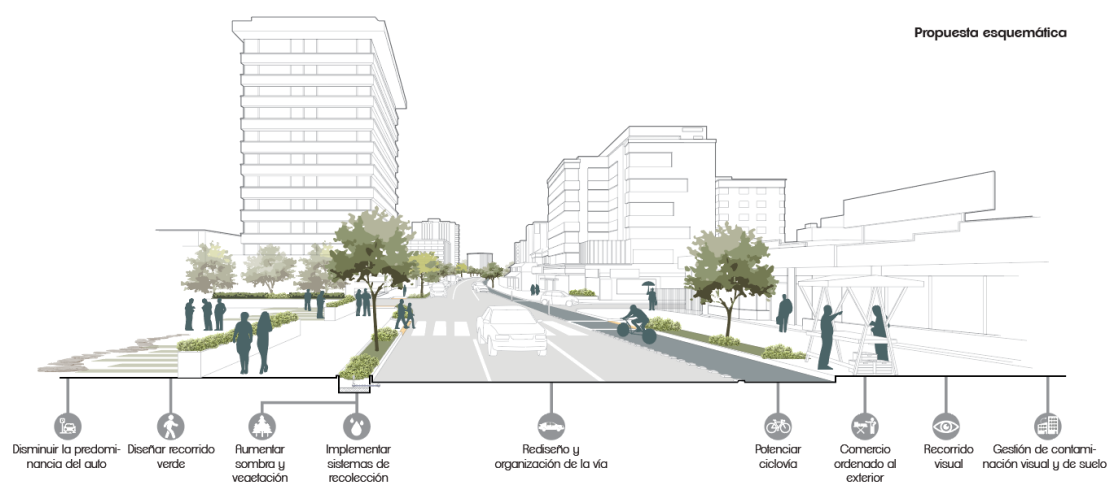 Propuesta esquemática
Disminuir la predomi-
nancia del auto
Diseñar recorrido
verde
Aumentar
sombra y
vegetación
Implementar
sistemas de
recolección
Rediseño y
organización de la vía
Potenciar
ciclovía
Comercio
ordenado al
exterior
Recorrido
visual
Gestión de contami-
nación visual y de suelo